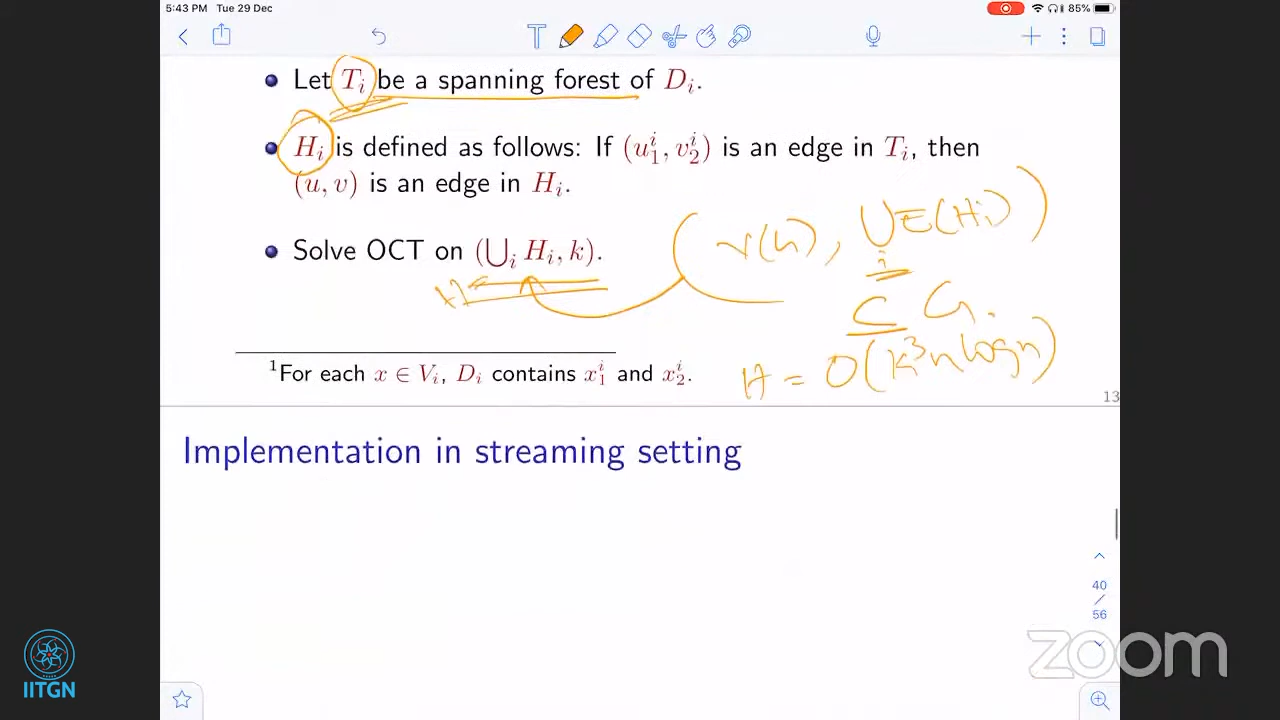 5:43 PM Tue 29 Dec
85%
Let T_i be a spanning forest of D_i.
H_i is defined as follows: If (u_1^i, v_2^i) is an edge in T_i, then
(u, v) is an edge in H_i.
(V(G), ⋃_i E(H_i))
Solve OCT on (⋃_i H_i, k).
H
⊆ G.
¹For each x ∈ V_i, D_i contains x_1^i and x_2^i.
H = O(k³n log n)
13
Implementation in streaming setting
40
/
56
IITGN
zoom